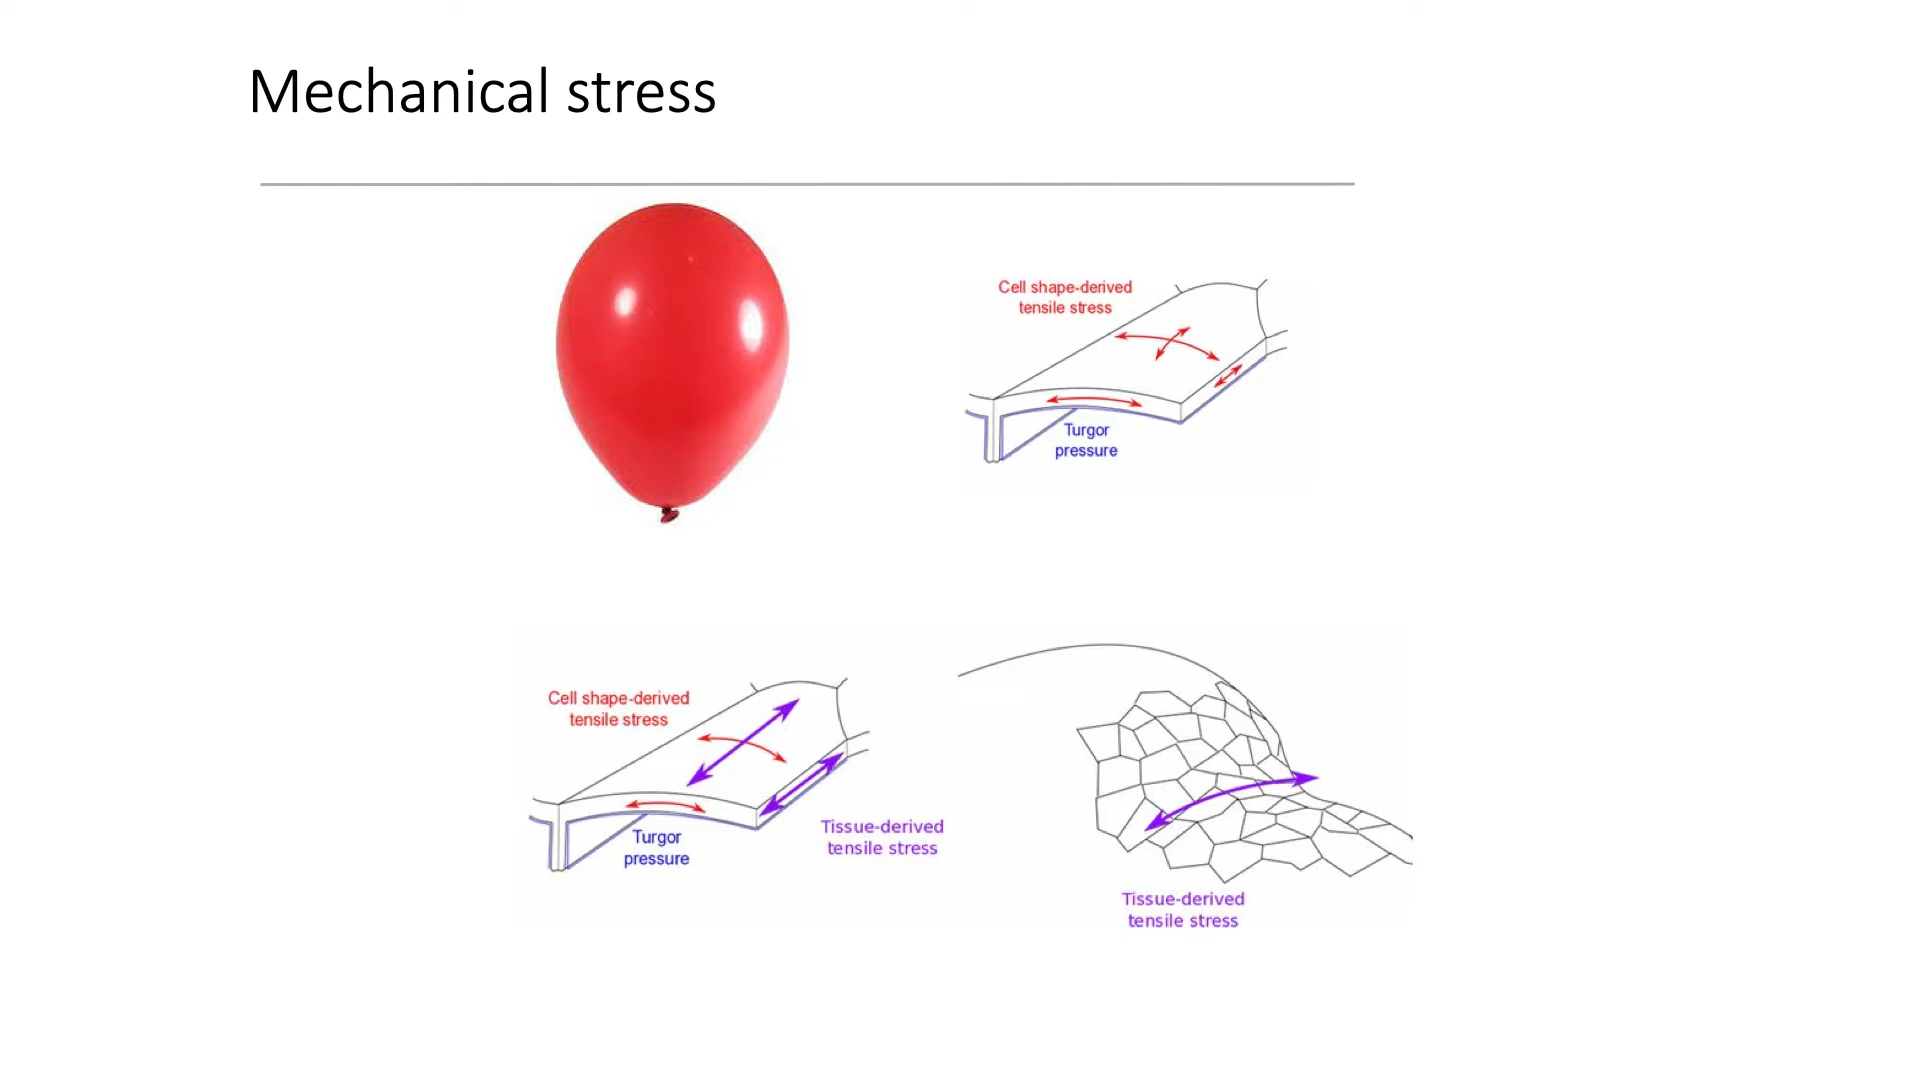 Mechanical stress
Cell shape-derived
tensile stress
Turgor
pressure
Cell shape-derived
tensile stress
Turgor
pressure
Tissue-derived
tensile stress
Tissue-derived
tensile stress